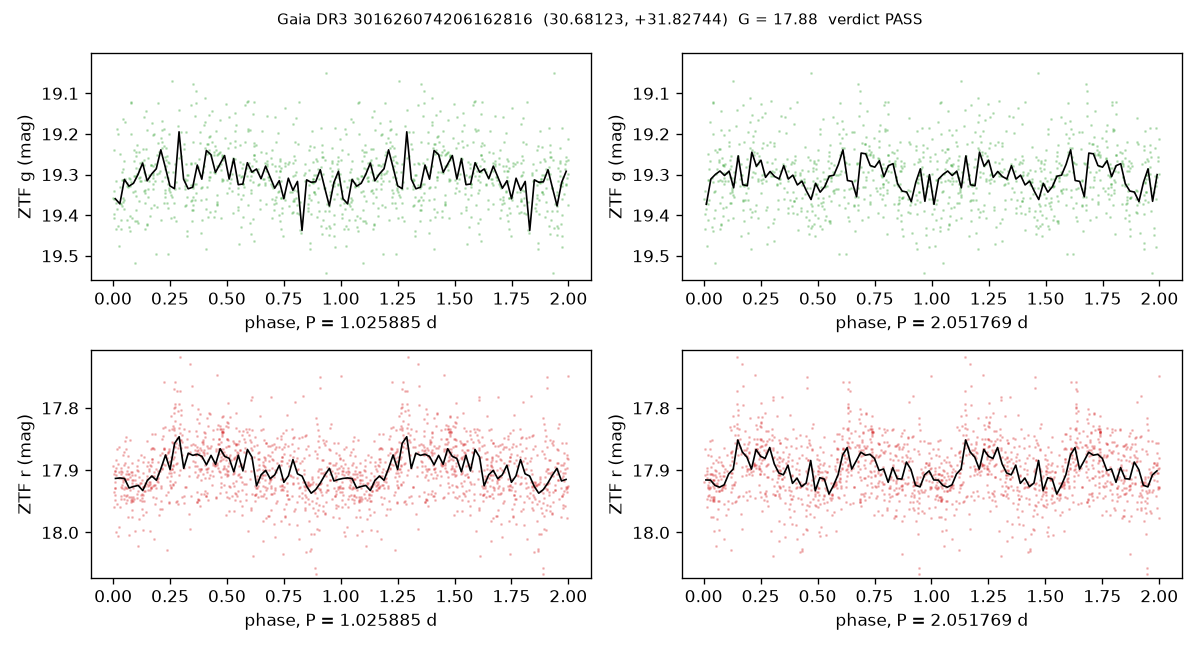 Gaia DR3 301626074206162816  (30.68123, +31.82744)  G = 17.88  verdict PASS
ZTF g (mag)
19.1
19.2
19.3
19.4
19.5
0.00 0.25 0.50 0.75 1.00 1.25 1.50 1.75 2.00
phase, P = 1.025885 d
ZTF g (mag)
19.1
19.2
19.3
19.4
19.5
0.00 0.25 0.50 0.75 1.00 1.25 1.50 1.75 2.00
phase, P = 2.051769 d
ZTF r (mag)
17.8
17.9
18.0
0.00 0.25 0.50 0.75 1.00 1.25 1.50 1.75 2.00
phase, P = 1.025885 d
ZTF r (mag)
17.8
17.9
18.0
0.00 0.25 0.50 0.75 1.00 1.25 1.50 1.75 2.00
phase, P = 2.051769 d